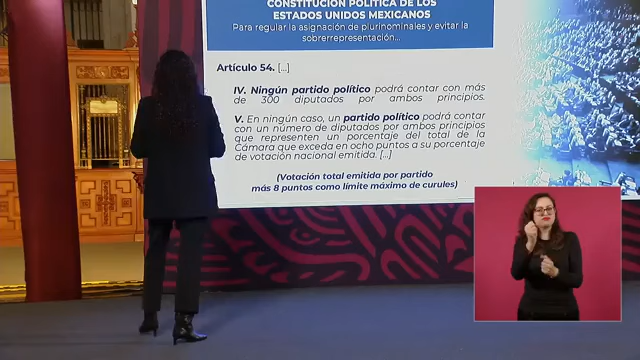 CONSTITUCIÓN POLÍTICA DE LOS
ESTADOS UNIDOS MEXICANOS
Para regular la asignación de plurinominales y evitar la
sobrerrepresentación...
Artículo 54. [...]
IV. Ningún partido político podrá contar con más
de 300 diputados por ambos principios.
V. En ningún caso, un partido político podrá contar
con un número de diputados por ambos principios
que representen un porcentaje del total de la
Cámara que exceda en ocho puntos a su porcentaje
de votación nacional emitida. [...]
(Votación total emitida por partido
más 8 puntos como límite máximo de curules)